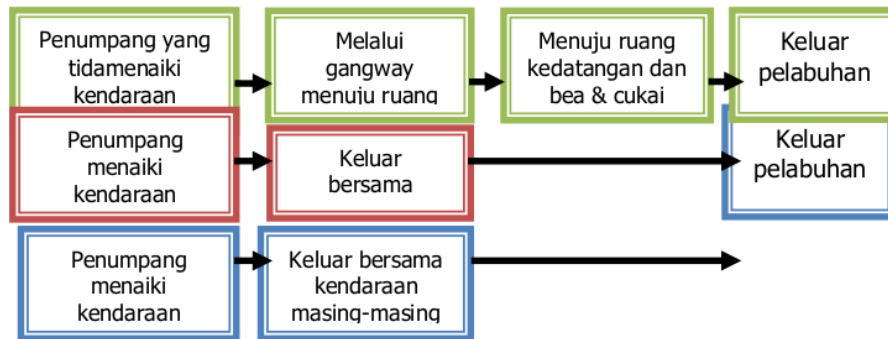 Penumpang yang
tidamenaiki
kendaraan
Melalui
gangway
menuju ruang
Menuju ruang
kedatangan dan
bea & cukai
Keluar
pelabuhan
Penumpang
menaiki
kendaraan
Keluar
bersama
Keluar
pelabuhan
Penumpang
menaiki
kendaraan
Keluar bersama
kendaraan
masing-masing